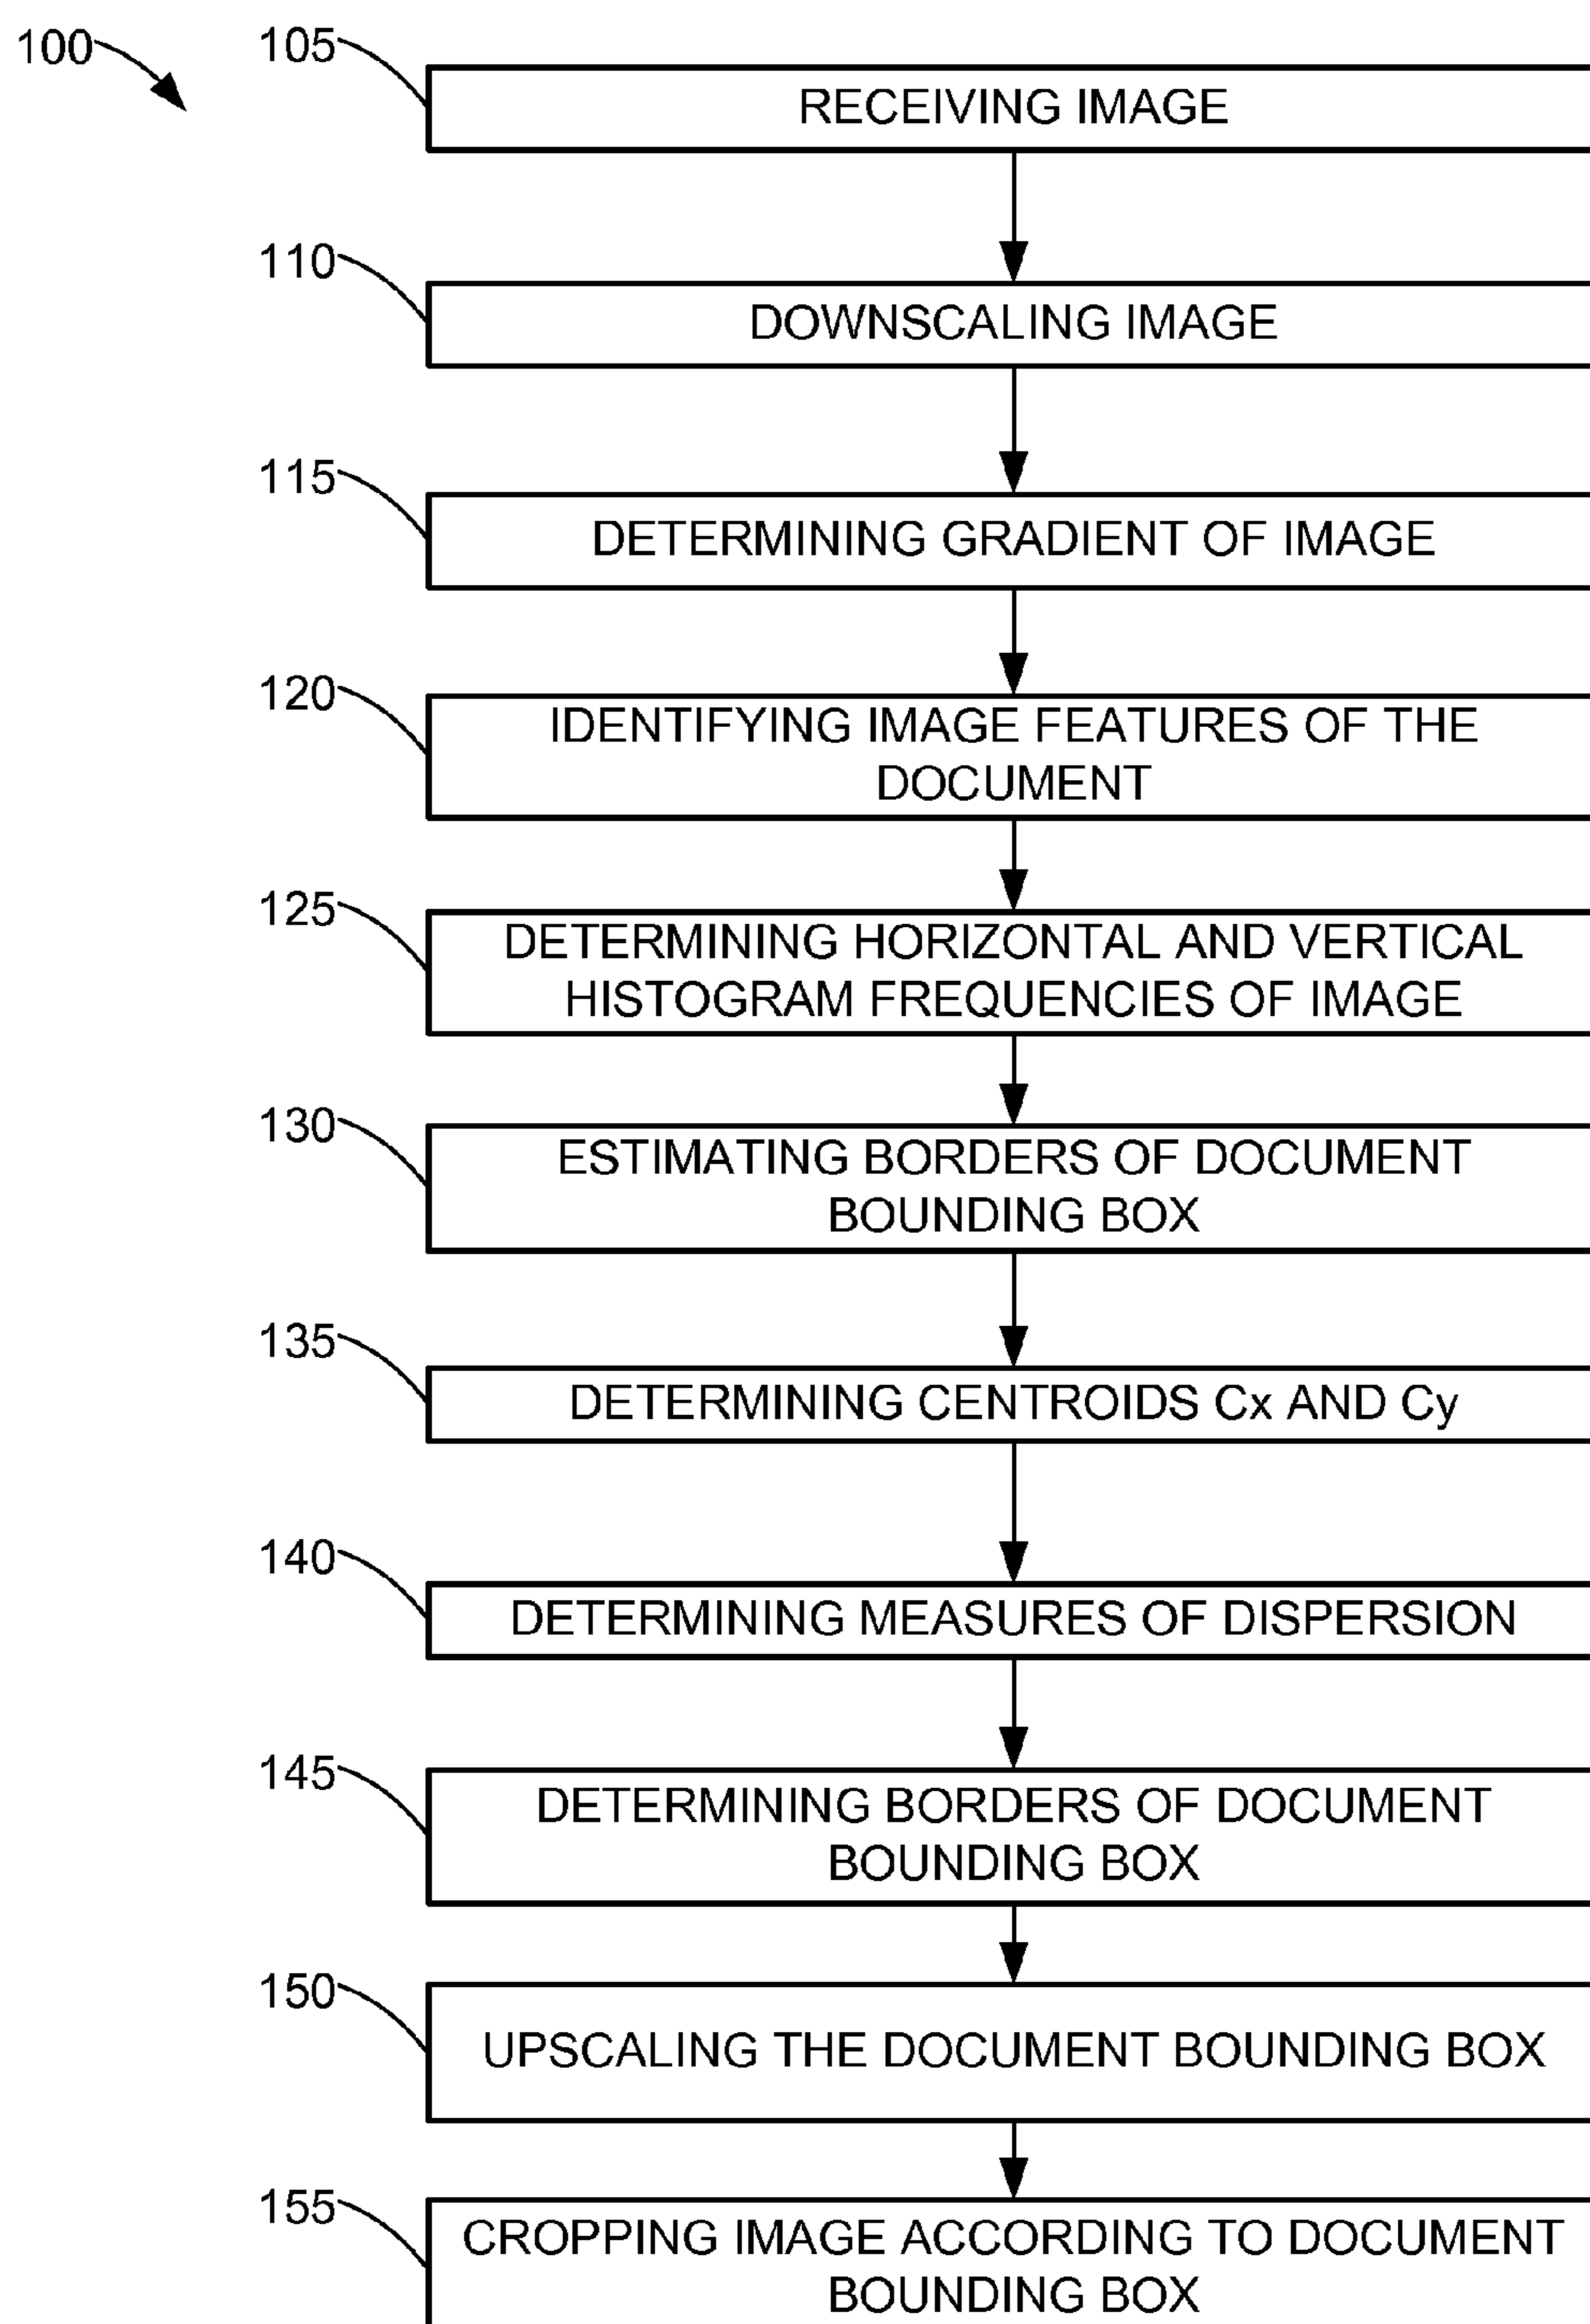 100
105
RECEIVING IMAGE
110
DOWNSCALING IMAGE
115
DETERMINING GRADIENT OF IMAGE
120
IDENTIFYING IMAGE FEATURES OF THE
DOCUMENT
125
DETERMINING HORIZONTAL AND VERTICAL
HISTOGRAM FREQUENCIES OF IMAGE
130
ESTIMATING BORDERS OF DOCUMENT
BOUNDING BOX
135
DETERMINING CENTROIDS Cx AND Cy
140
DETERMINING MEASURES OF DISPERSION
145
DETERMINING BORDERS OF DOCUMENT
BOUNDING BOX
150
UPSCALING THE DOCUMENT BOUNDING BOX
155
CROPPING IMAGE ACCORDING TO DOCUMENT
BOUNDING BOX